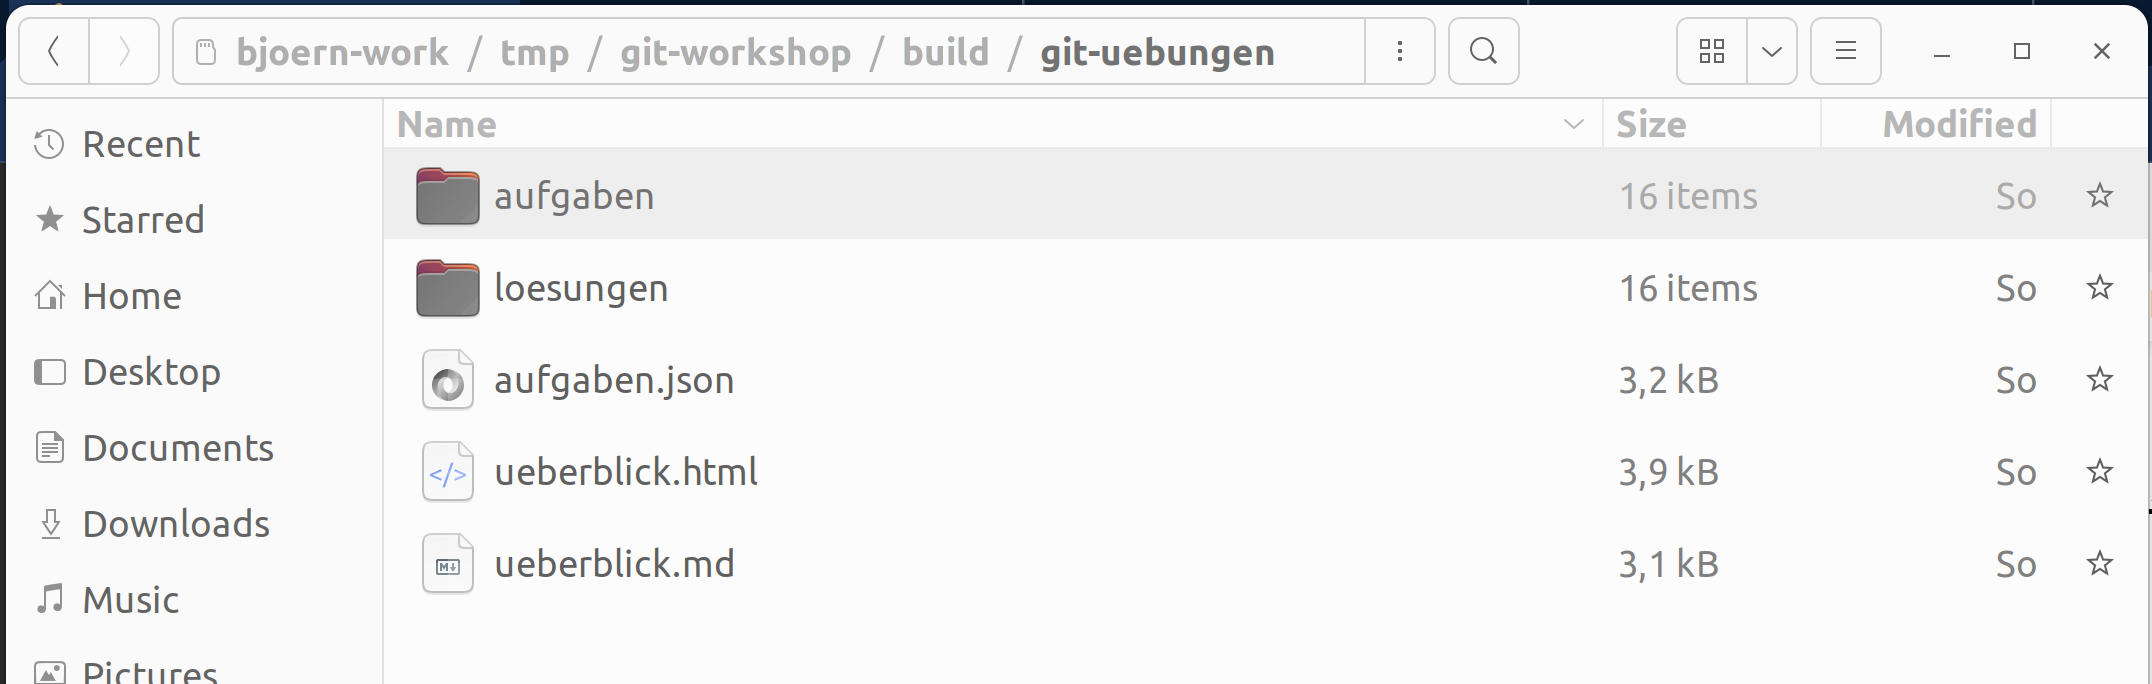 bjoern-work / tmp / git-workshop / build / git-uebungen
Recent
Starred
Home
Desktop
Documents
Downloads
Music
Pictures
Name Size Modified
aufgaben 16 items So
loesungen 16 items So
aufgaben.json 3,2 kB So
</> ueberblick.html 3,9 kB So
M ueberblick.md 3,1 kB So